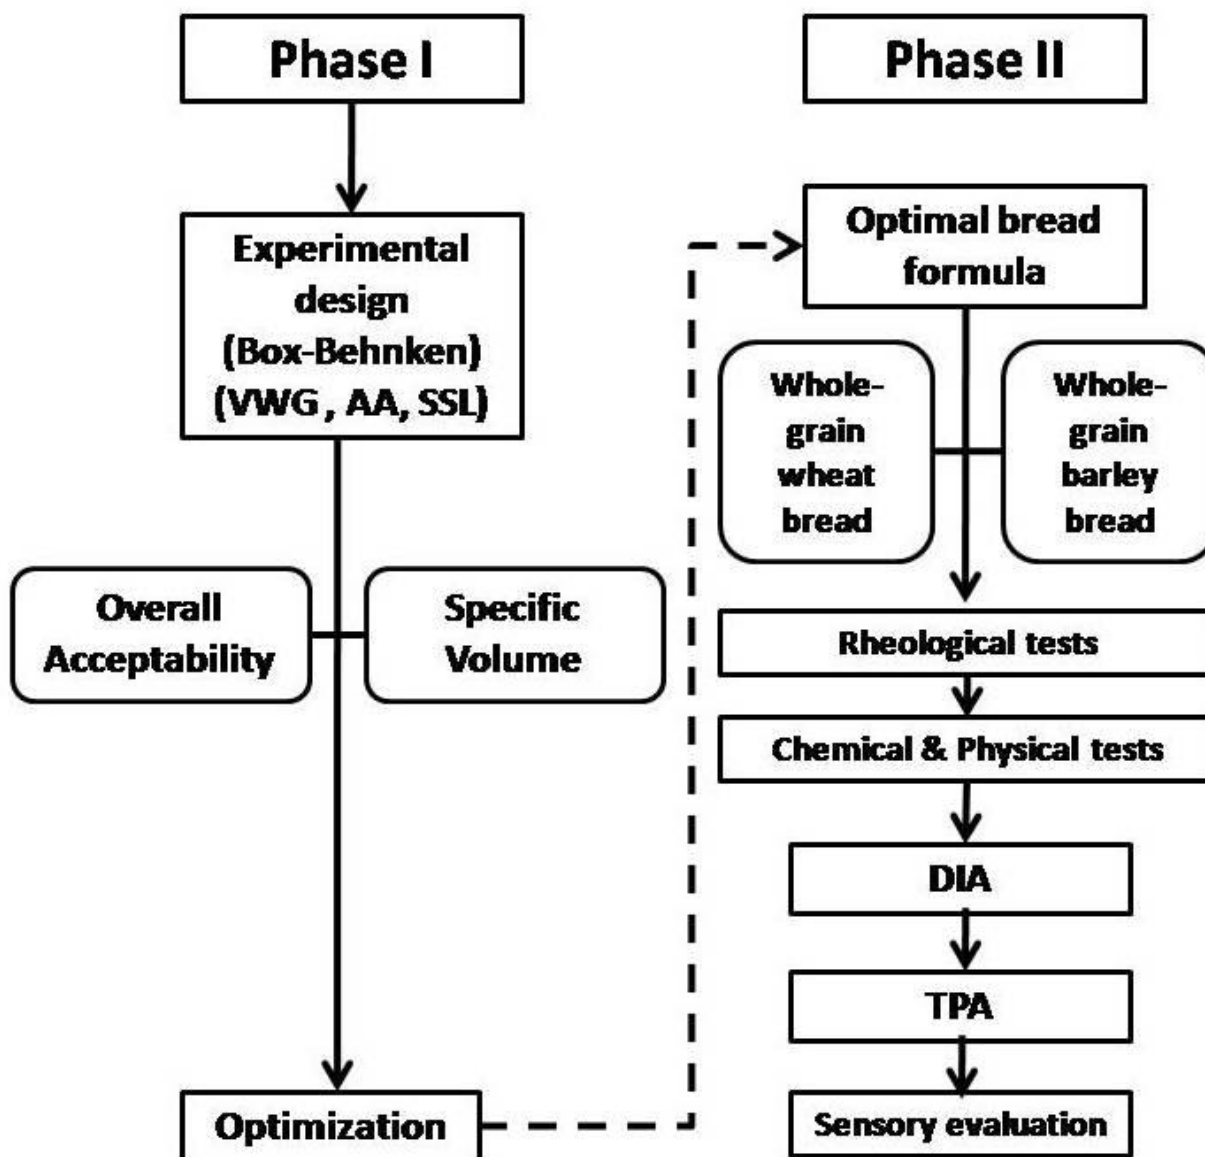 Phase I
Experimental
design
(Box-Behnken)
(VWG , AA, SSL)
Overall
Acceptability
Specific
Volume
Optimization
Phase II
Optimal bread
formula
Whole-
grain
wheat
bread
Whole-
grain
barley
bread
Rheological tests
Chemical & Physical tests
DIA
TPA
Sensory evaluation